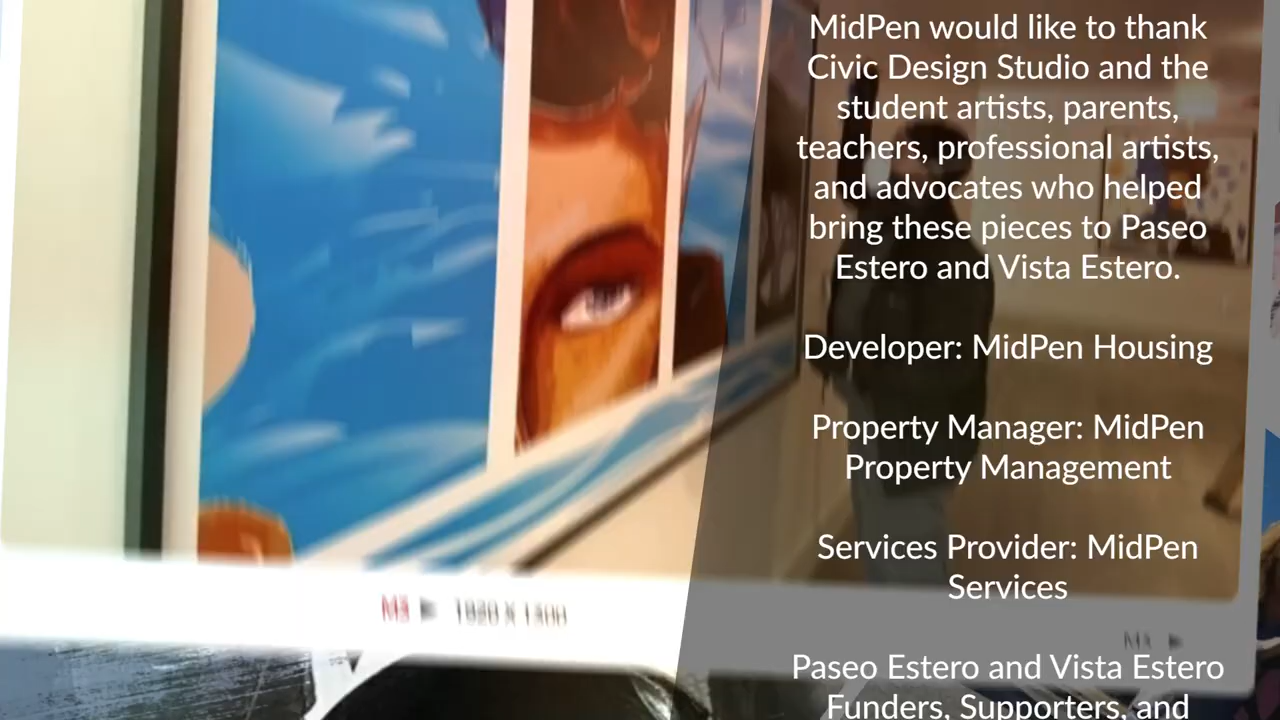 MidPen would like to thank
Civic Design Studio and the
student artists, parents,
teachers, professional artists,
and advocates who helped
bring these pieces to Paseo
Estero and Vista Estero.
Developer: MidPen Housing
Property Manager: MidPen
Property Management
Services Provider: MidPen
Services
Paseo Estero and Vista Estero
Funders, Supporters, and
M3